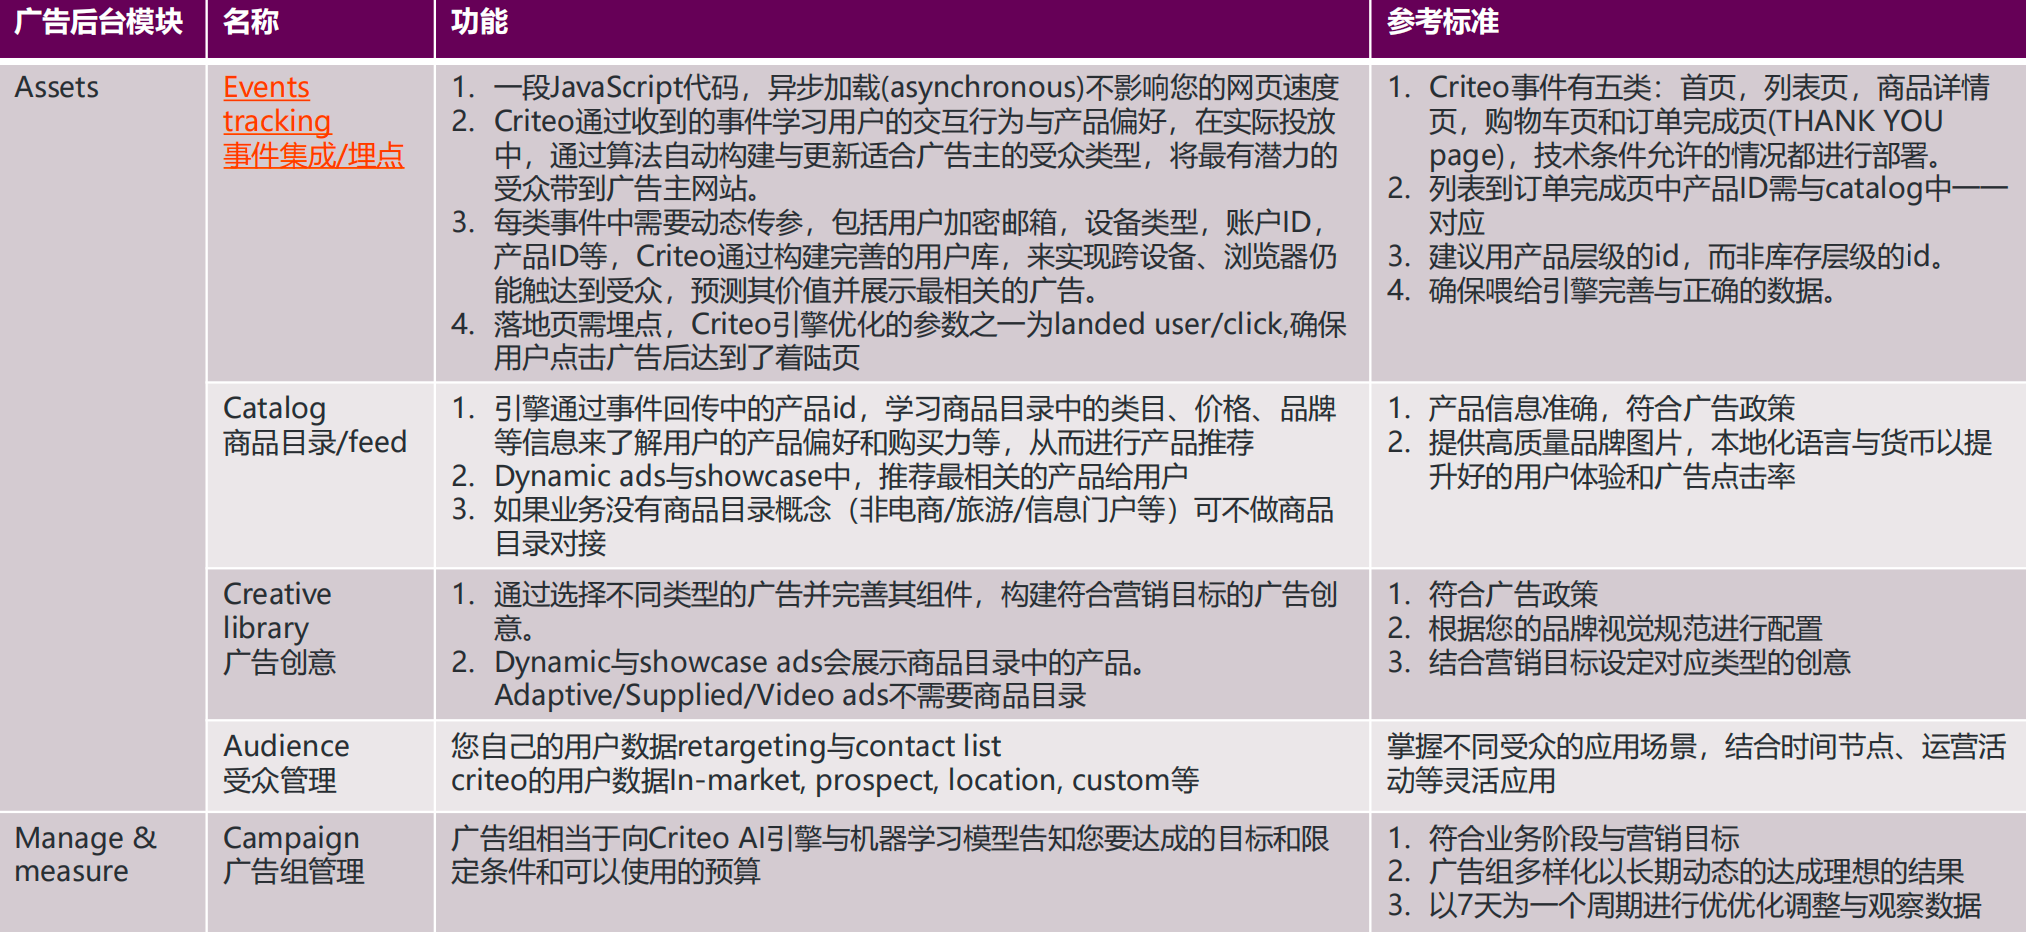 广告后台模块 名称 功能 参考标准
Assets
Events
tracking
事件集成/埋点
1. 一段JavaScript代码，异步加载(asynchronous)不影响您的网页速度
2. Criteo通过收到的事件学习用户的交互行为与产品偏好，在实际投放
中，通过算法自动构建与更新适合广告主的受众类型，将最有潜力的
受众带到广告主网站。
3. 每类事件中需要动态传参，包括用户加密邮箱，设备类型，账户ID，
产品ID等，Criteo通过构建完善的用户库，来实现跨设备、浏览器仍
能触达到受众，预测其价值并展示最相关的广告。
4. 落地页需埋点，Criteo引擎优化的参数之一为landed user/click,确保
用户点击广告后达到了着陆页
1. Criteo事件有五类：首页，列表页，商品详情
页，购物车页和订单完成页(THANK YOU
page)，技术条件允许的情况都进行部署。
2. 列表到订单完成页中产品ID需与catalog中一一
对应
3. 建议用产品层级的id，而非库存层级的id。
4. 确保喂给引擎完善与正确的数据。
Catalog
商品目录/feed
1. 引擎通过事件回传中的产品id，学习商品目录中的类目、价格、品牌
等信息来了解用户的产品偏好和购买力等，从而进行产品推荐
2. Dynamic ads与showcase中，推荐最相关的产品给用户
3. 如果业务没有商品目录概念（非电商/旅游/信息门户等）可不做商品
目录对接
1. 产品信息准确，符合广告政策
2. 提供高质量品牌图片，本地化语言与货币以提
升好的用户体验和广告点击率
Creative
library
广告创意
1. 通过选择不同类型的广告并完善其组件，构建符合营销目标的广告创
意。
2. Dynamic与showcase ads会展示商品目录中的产品。
Adaptive/Supplied/Video ads不需要商品目录
1. 符合广告政策
2. 根据您的品牌视觉规范进行配置
3. 结合营销目标设定对应类型的创意
Audience
受众管理
您自己的用户数据retargeting与contact list
criteo的用户数据In-market, prospect, location, custom等
掌握不同受众的应用场景，结合时间节点、运营活
动等灵活应用
Manage &
measure
Campaign
广告组管理
广告组相当于向Criteo AI引擎与机器学习模型告知您要达成的目标和限
定条件和可以使用的预算
1. 符合业务阶段与营销目标
2. 广告组多样化以长期动态的达成理想的结果
3. 以7天为一个周期进行优优化调整与观察数据